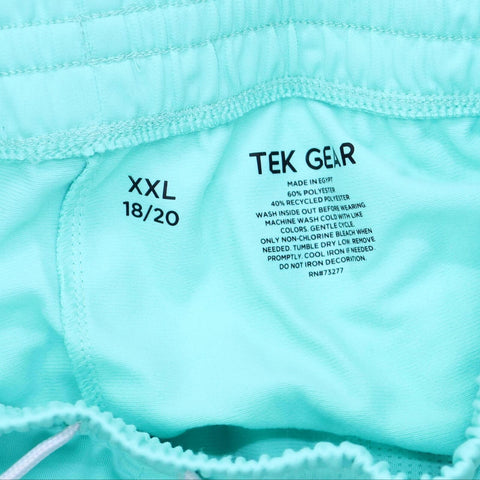 XXL
18/20
TEK GEAR
MADE IN EGYPT
60% POLYESTER
40% RECYCLED POLYESTER
WASH INSIDE OUT BEFORE WEARING.
MACHINE WASH COLD WITH LIKE
COLORS. GENTLE CYCLE.
ONLY NON-CHLORINE BLEACH WHEN
NEEDED. TUMBLE DRY LOW. REMOVE
PROMPTLY. COOL IRON IF NEEDED.
DO NOT IRON DECORITION.
RN#73277